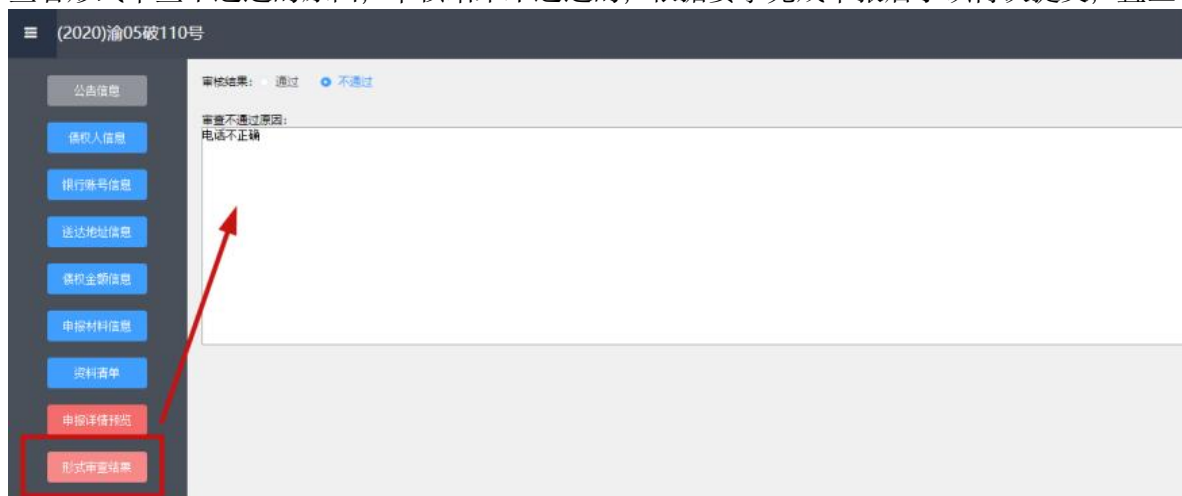 (2020)渝05破110号
公告信息
债权人信息
银行账号信息
送达地址信息
债权金额信息
申报材料信息
资料清单
申报详情预览
形式审查结果
审核结果： 通过 不通过
审查不通过原因：
电话不正确